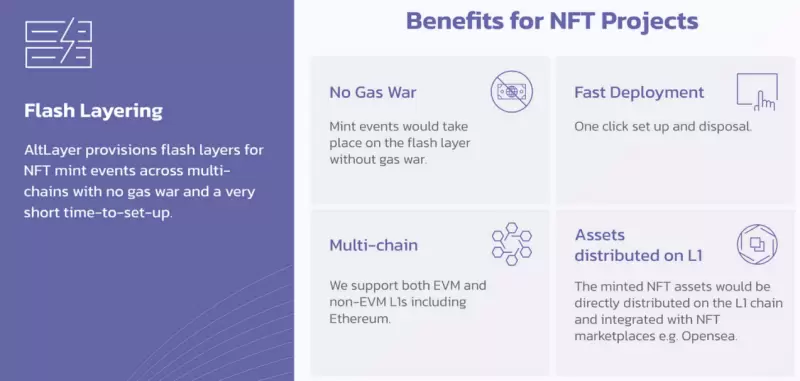 Flash Layering
AltLayer provisions flash layers for
NFT mint events across multi-
chains with no gas war and a very
short time-to-set-up.
Benefits for NFT Projects
No Gas War
Mint events would take
place on the flash layer
without gas war.
Fast Deployment
One click set up and disposal.
Multi-chain
We support both EVM and
non-EVM L1s including
Ethereum.
Assets
distributed on L1
The minted NFT assets would be
directly distributed on the L1 chain
and integrated with NFT
marketplaces e.g. Opensea.